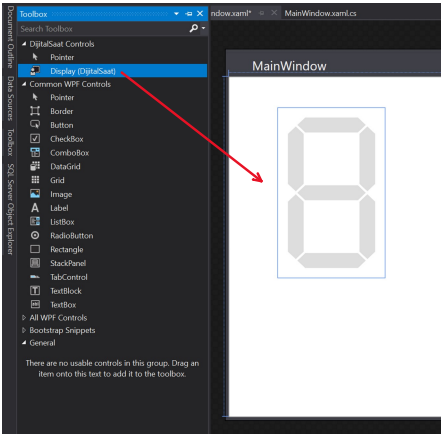 Document Outline
Data Sources
Toolbox
SQL Server Object Explorer
Toolbox
Search Toolbox
DijitalSaat Controls
Pointer
Display (DijitalSaat)
Common WPF Controls
Pointer
Border
Button
CheckBox
ComboBox
DataGrid
Grid
Image
Label
ListBox
RadioButton
Rectangle
StackPanel
TabControl
TextBlock
TextBox
All WPF Controls
Bootstrap Snippets
General
There are no usable controls in this group. Drag an
item onto this text to add it to the toolbox.
ndow.xaml*
MainWindow.xaml.cs
MainWindow